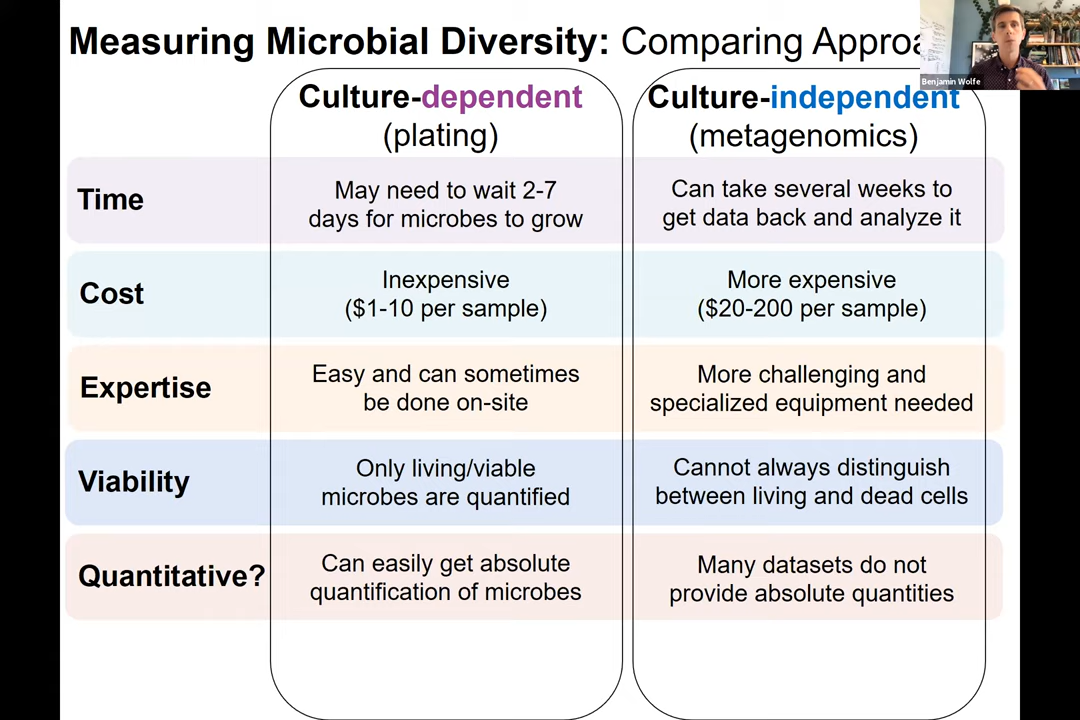 Measuring Microbial Diversity: Comparing Approa
Benjamin Wolfe
Culture-dependent
(plating)
Culture-independent
(metagenomics)
Time
May need to wait 2-7
days for microbes to grow
Can take several weeks to
get data back and analyze it
Cost
Inexpensive
($1-10 per sample)
More expensive
($20-200 per sample)
Expertise
Easy and can sometimes
be done on-site
More challenging and
specialized equipment needed
Viability
Only living/viable
microbes are quantified
Cannot always distinguish
between living and dead cells
Quantitative?
Can easily get absolute
quantification of microbes
Many datasets do not
provide absolute quantities